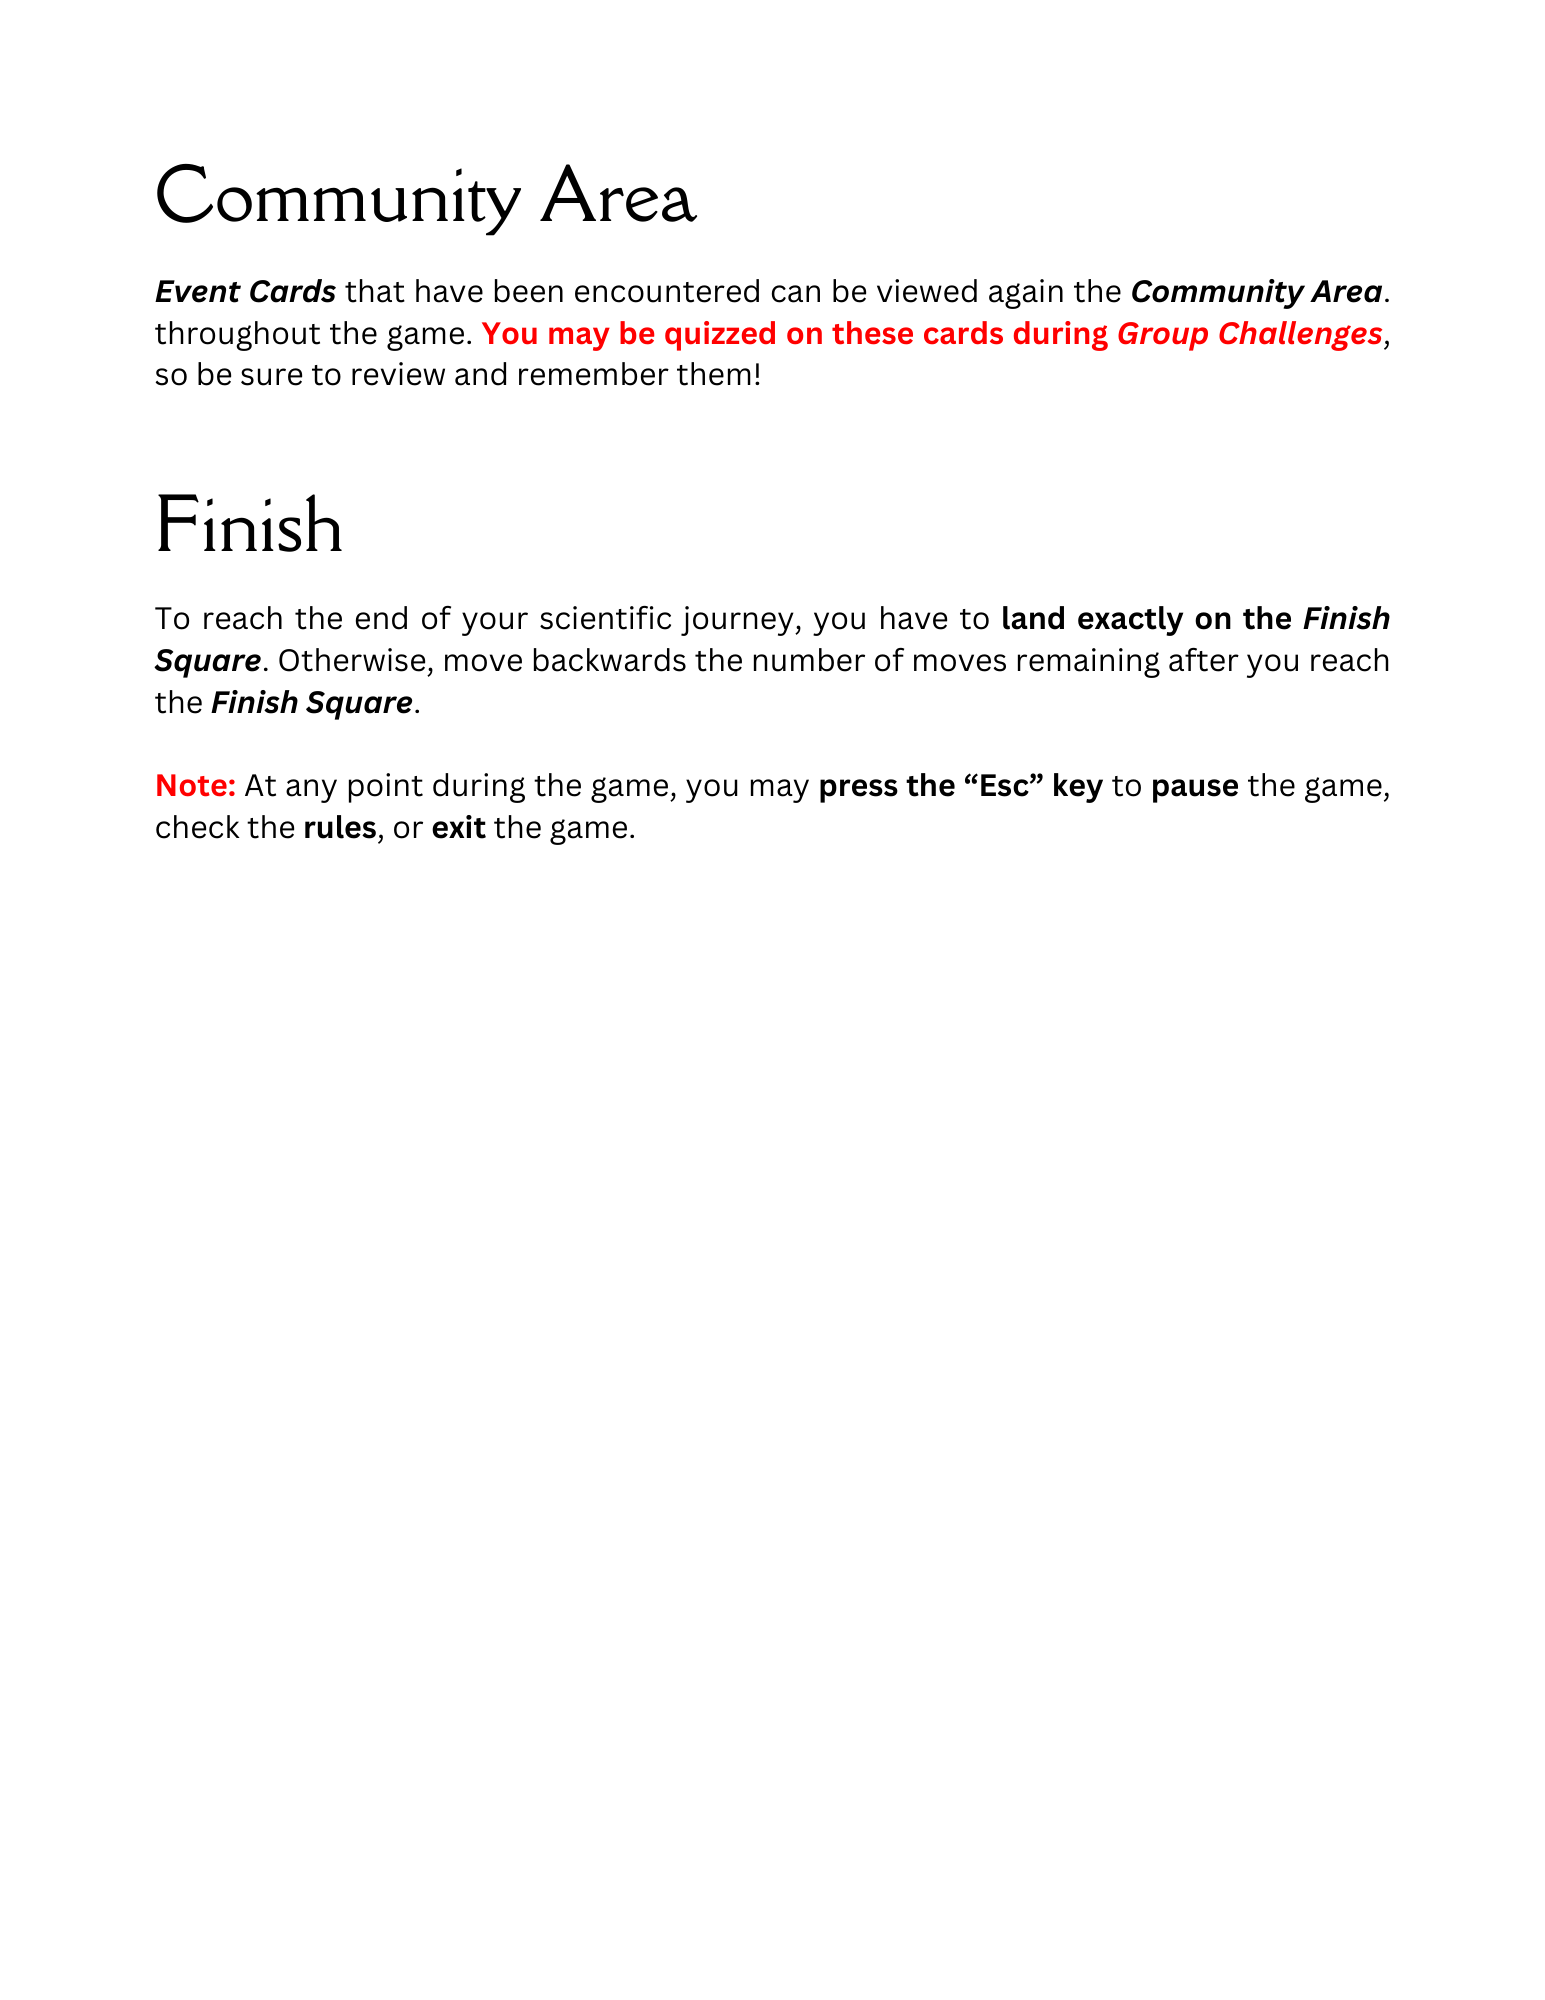 Community Area
Event Cards that have been encountered can be viewed again the Community Area.
throughout the game. You may be quizzed on these cards during Group Challenges,
so be sure to review and remember them!
Finish
To reach the end of your scientific journey, you have to land exactly on the Finish
Square. Otherwise, move backwards the number of moves remaining after you reach
the Finish Square.
Note: At any point during the game, you may press the “Esc” key to pause the game,
check the rules, or exit the game.